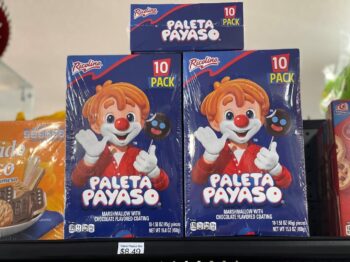 Ricolino
10
PACK
PALETA
PAYASO
Ricolino
10
PACK
PALETA
PAYASO
MARSHMALLOW WITH
CHOCOLATE FLAVORED COATING
Ricolino
10
PACK
PALETA
PAYASO
MARSHMALLOW WITH
CHOCOLATE FLAVORED COATING
$8.49